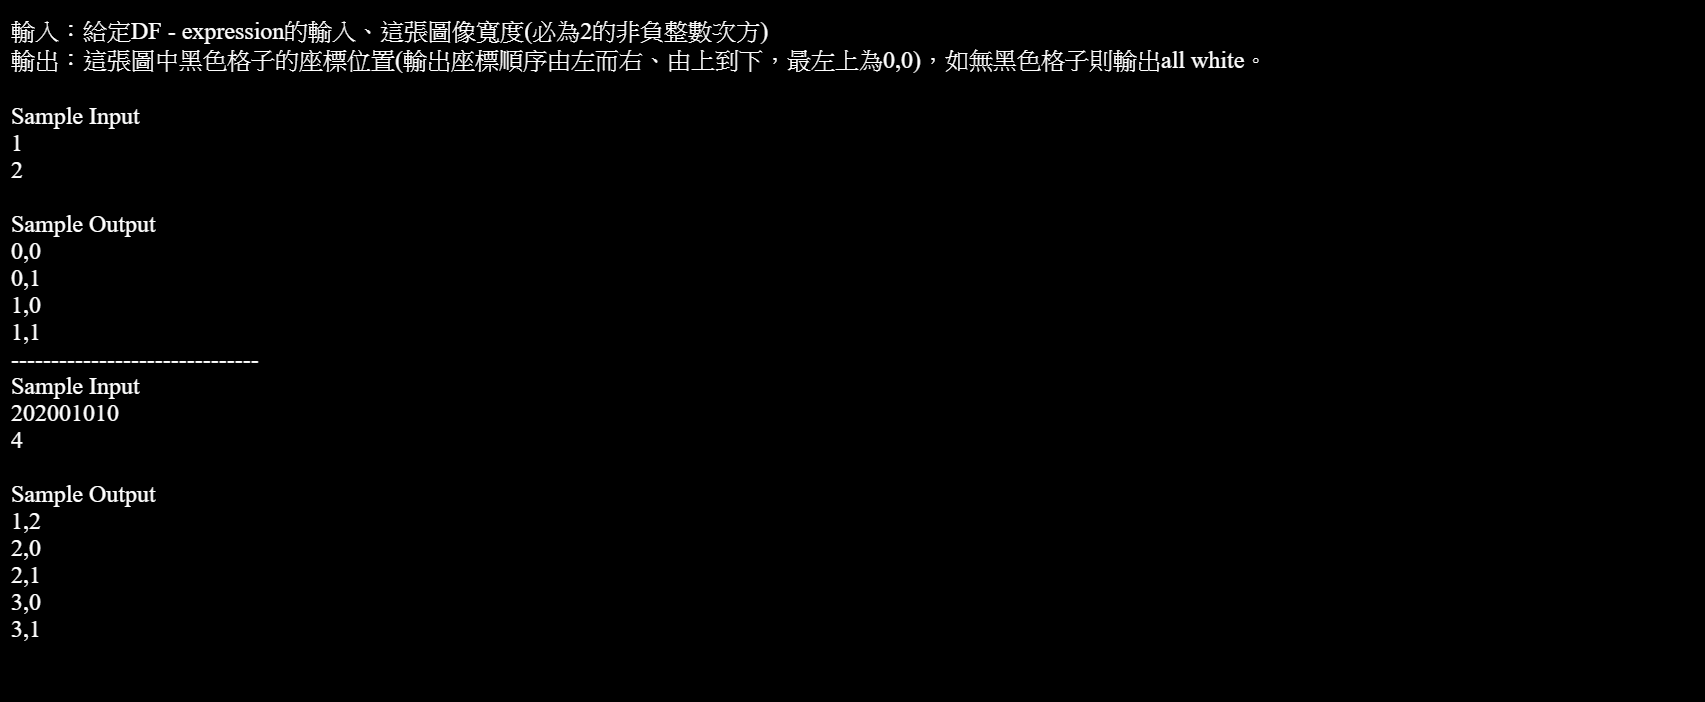 輸入：給定DF - expression的輸入、這張圖像寬度(必為2的非負整數次方)
輸出：這張圖中黑色格子的座標位置(輸出座標順序由左而右、由上到下，最左上為0,0)，如無黑色格子則輸出all white。
Sample Input
1
2
Sample Output
0,0
0,1
1,0
1,1
-------------------------------
Sample Input
202001010
4
Sample Output
1,2
2,0
2,1
3,0
3,1